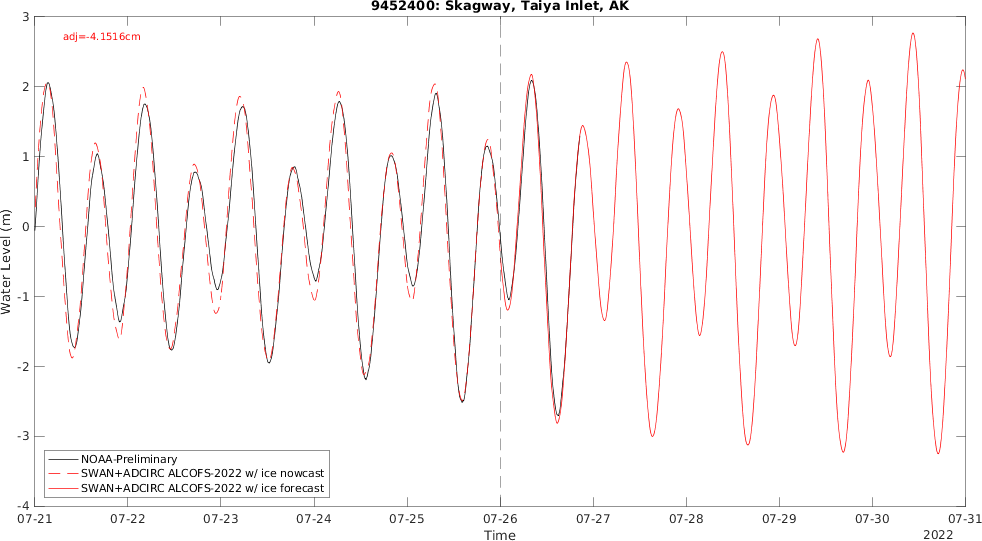 9452400: Skagway, Taiya Inlet, AK
adj=-4.1516cm
3
2
1
0
-1
-2
-3
-4
Water Level (m)
NOAA-Preliminary
SWAN+ADCIRC ALCOFS-2022 w/ ice nowcast
SWAN+ADCIRC ALCOFS-2022 w/ ice forecast
07-21 07-22 07-23 07-24 07-25 07-26 07-27 07-28 07-29 07-30 07-31
Time
2022